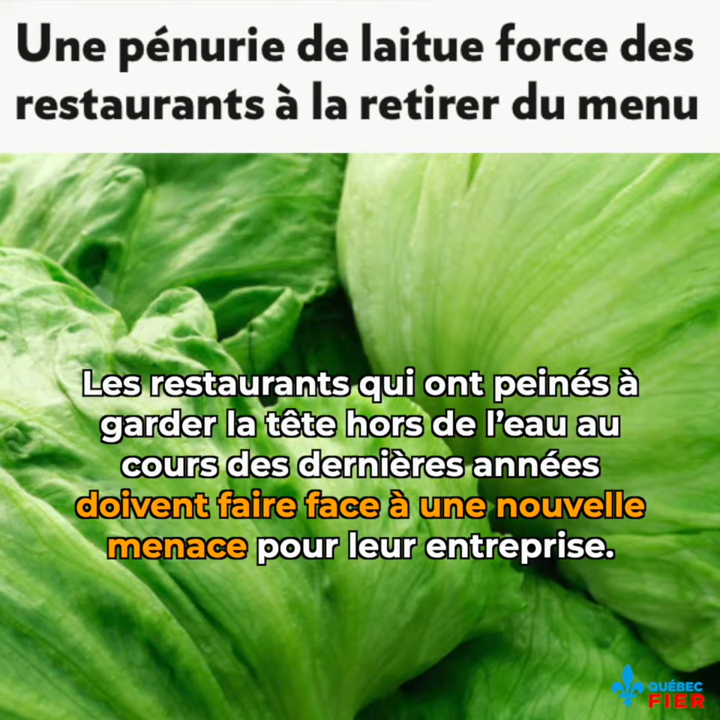 Une pénurie de laitue force des
restaurants à la retirer du menu
Les restaurants qui ont peinés à
garder la tête hors de l'eau au
cours des dernières années
doivent faire face à une nouvelle
menace pour leur entreprise.
QUÉBEC
FIER